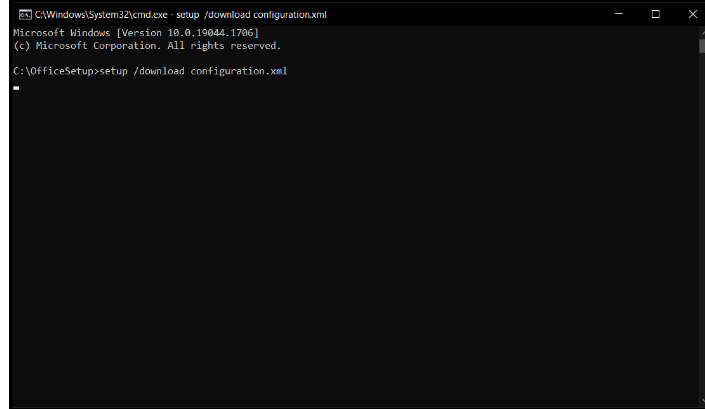 C:\Windows\System32\cmd.exe - setup  /download configuration.xml
Microsoft Windows [Version 10.0.19044.1706]
(c) Microsoft Corporation. All rights reserved.
C:\OfficeSetup>setup /download configuration.xml